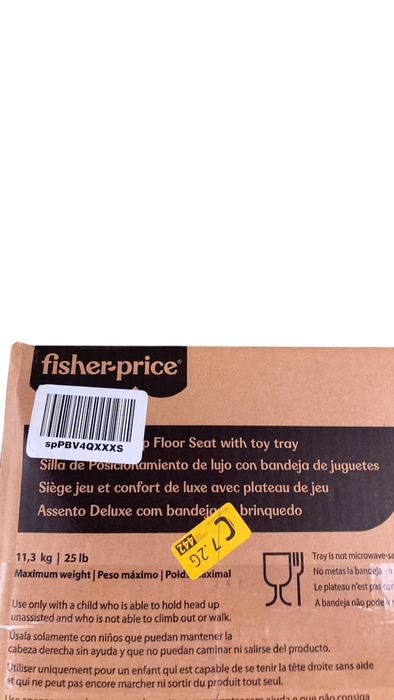 fisher-price®
spPBV4QXXXS
Floor Seat with toy tray
Silla de Posicionamiento de lujo con bandeja de juguetes
Siège jeu et confort de luxe avec plateau de jeu
Assento Deluxe com bandeja brinquedo
C7.2G
442
11,3 kg | 25 lb
Maximum weight | Peso máximo | Poids maximal
Tray is not microwave-sa
No metas la bandeja
Le plateau n'est pas
A bandeja não pode
Use only with a child who is able to hold head up
unassisted and who is not able to climb out or walk.
Úsala solamente con niños que puedan mantener la
cabeza derecha sin ayuda y que no puedan caminar ni salirse del producto.
Utiliser uniquement pour un enfant qui est capable de se tenir la tête droite sans aide
et qui ne peut pas encore marcher ni sortir du produit tout seul.